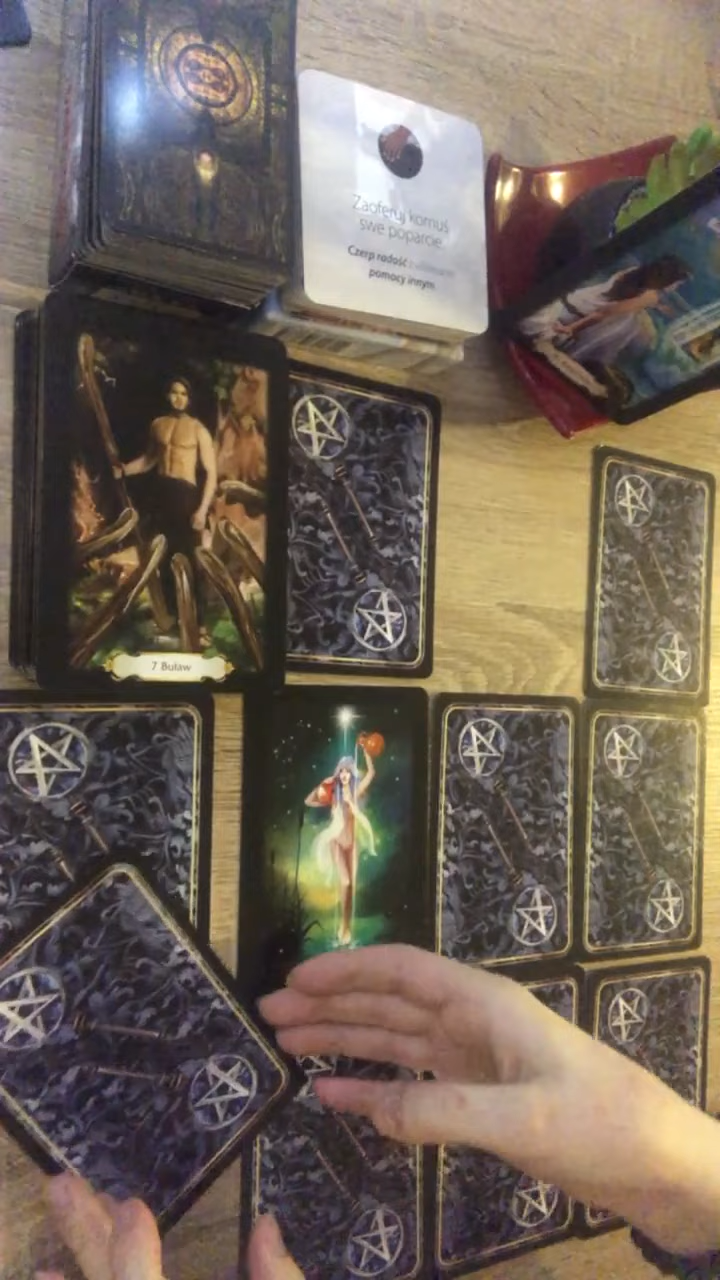 Zaoferuj komuś
swe poparcie.
Czerp radość
pomocy innym.
7 Buław